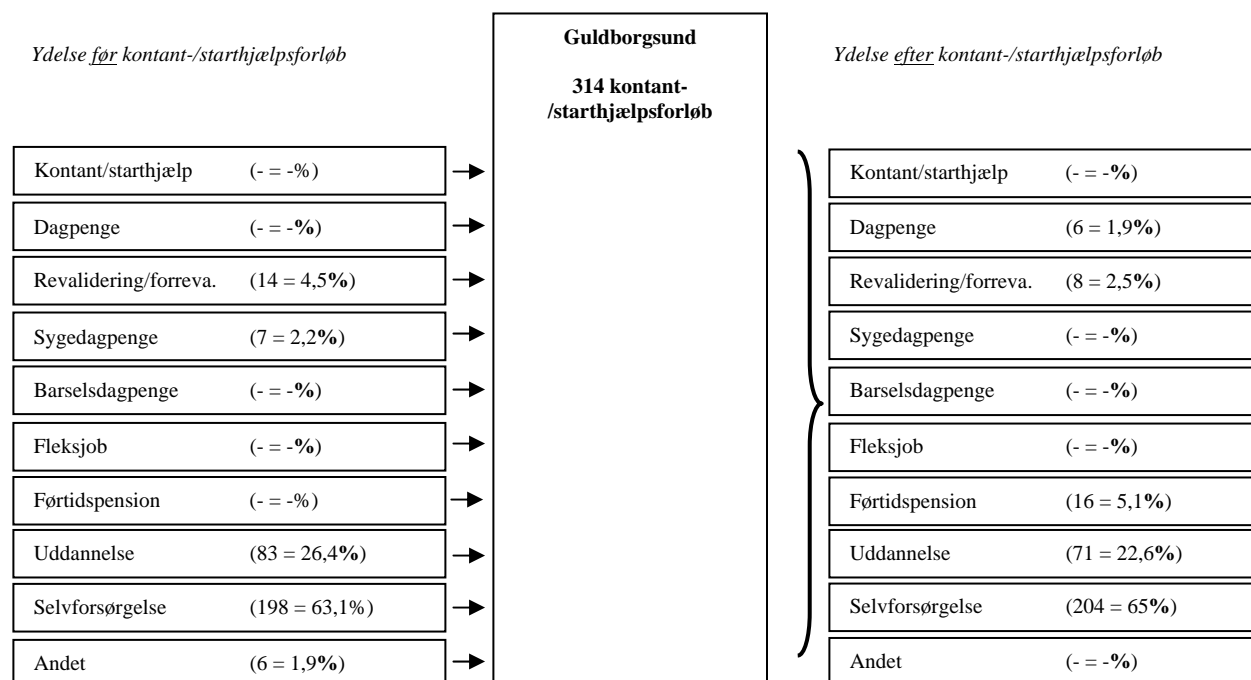 Ydelse før kontant-/starthjælpsforløb
Guldborgsund
314 kontant-
/starthjælpsforløb
Ydelse efter kontant-/starthjælpsforløb
Kontant/starthjælp (- = -%)
Dagpenge (- = -%)
Revalidering/forreva. (14 = 4,5%)
Sygedagpenge (7 = 2,2%)
Barselsdagpenge (- = -%)
Fleksjob (- = -%)
Førtidspension (- = -%)
Uddannelse (83 = 26,4%)
Selvforsørgelse (198 = 63,1%)
Andet (6 = 1,9%)
Kontant/starthjælp (- = -%)
Dagpenge (6 = 1,9%)
Revalidering/forreva. (8 = 2,5%)
Sygedagpenge (- = -%)
Barselsdagpenge (- = -%)
Fleksjob (- = -%)
Førtidspension (16 = 5,1%)
Uddannelse (71 = 22,6%)
Selvforsørgelse (204 = 65%)
Andet (- = -%)